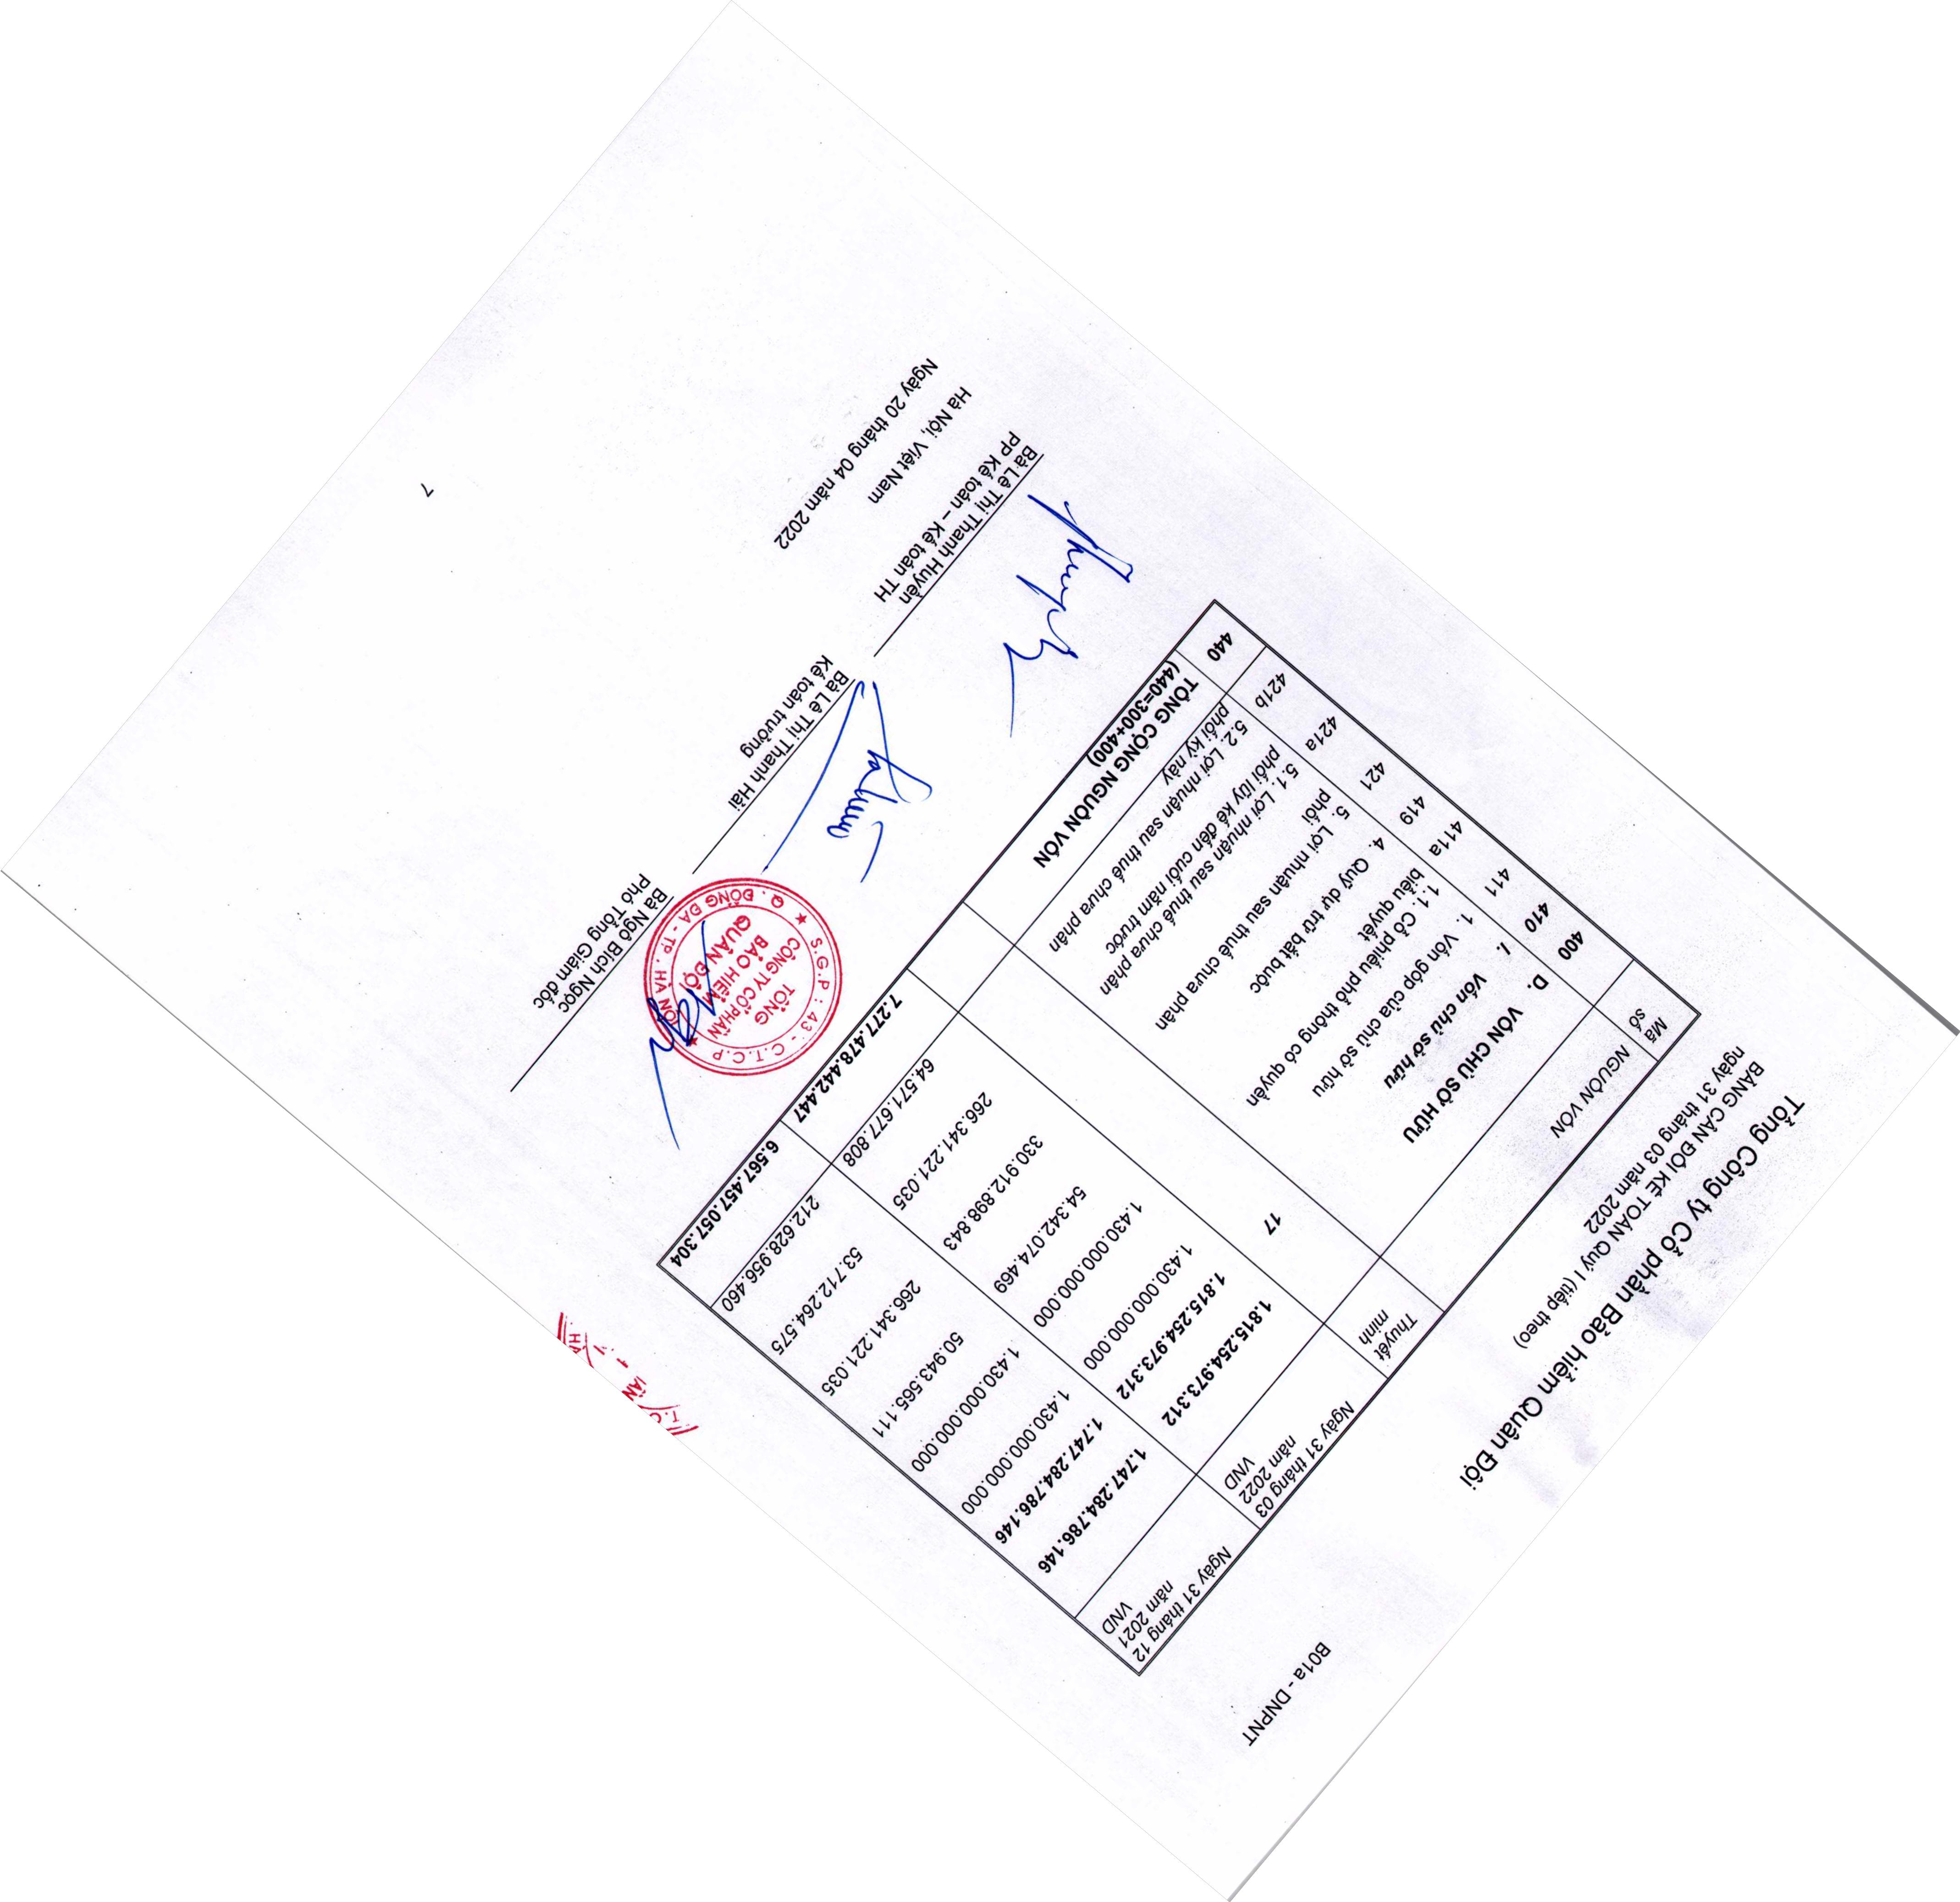 Tổng Công ty Cổ phần Bảo hiểm Quân Đội
B01a - DNPNT
BẢNG CÂN ĐỐI KẾ TOÁN Quý I (tiếp theo)
ngày 31 tháng 03 năm 2022
Mã số NGUỒN VỐN Thuyết minh Ngày 31 tháng 03 năm 2022 VND Ngày 31 tháng 12 năm 2021 VND
400 D. VỐN CHỦ SỞ HỮU 1.815.254.973.312 1.747.284.786.146
410 I. Vốn chủ sở hữu 17 1.815.254.973.312 1.747.284.786.146
411 1. Vốn góp của chủ sở hữu 1.430.000.000.000 1.430.000.000.000
411a 1.1. Cổ phiếu phổ thông có quyền
biểu quyết 1.430.000.000.000 1.430.000.000.000
419 4. Quỹ dự trữ bắt buộc 54.342.074.469 50.943.565.111
421 5. Lợi nhuận sau thuế chưa phân
phối 330.912.898.843 266.341.221.035
421a 5.1. Lợi nhuận sau thuế chưa phân
phối lũy kế đến cuối năm trước 266.341.221.035 53.712.264.575
421b 5.2. Lợi nhuận sau thuế chưa phân
phối kỳ này 64.571.677.808 212.628.956.460
440 TỔNG CỘNG NGUỒN VỐN
(440=300+400) 7.277.478.442.447 6.567.457.057.304
S.G.P : 43 - C.T.C.P
TỔNG
CÔNG TY CỔ PHẦN
BẢO HIỂM
QUÂN ĐỘI
Q. ĐỐNG ĐA - TP. HÀ NỘI
Bà Lê Thị Thanh Huyền
PP Kế toán – Kế toán TH
Bà Lê Thị Thanh Hải
Kế toán trưởng
Bà Ngô Bích Ngọc
Phó Tổng Giám đốc
Hà Nội, Việt Nam
Ngày 20 tháng 04 năm 2022
7